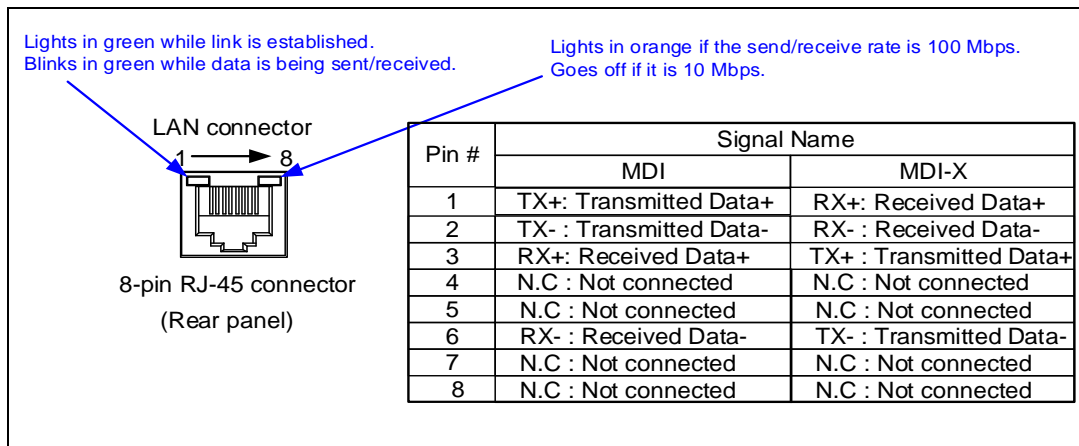 Lights in green while link is established.
Blinks in green while data is being sent/received.
Lights in orange if the send/receive rate is 100 Mbps.
Goes off if it is 10 Mbps.
LAN connector
1 8
8-pin RJ-45 connector
(Rear panel)
Pin # Signal Name
MDI MDI-X
1 TX+: Transmitted Data+ RX+: Received Data+
2 TX- : Transmitted Data- RX- : Received Data-
3 RX+: Received Data+ TX+ : Transmitted Data+
4 N.C : Not connected N.C : Not connected
5 N.C : Not connected N.C : Not connected
6 RX- : Received Data- TX- : Transmitted Data-
7 N.C : Not connected N.C : Not connected
8 N.C : Not connected N.C : Not connected